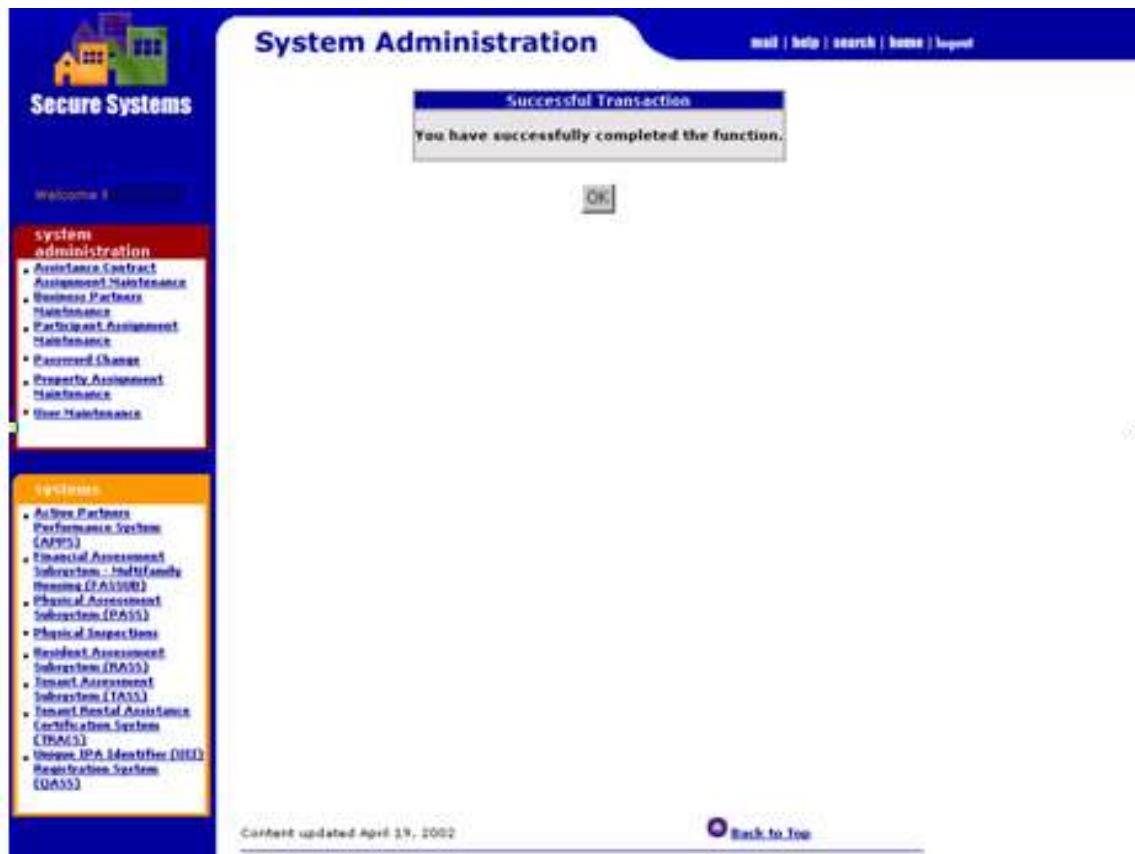 System Administration
mail | help | search | home | logout
Secure Systems
Successful Transaction
You have successfully completed the function.
OK
Welcome
system
administration
Assistance Contract
Assignment Maintenance
Business Partners
Maintenance
Participant Assignment
Maintenance
Password Change
Property Assignment
Maintenance
User Maintenance
systems
Active Partners
Performance System
(APPS)
Financial Assessment
Subsystem - Multifamily
Housing (FASSUB)
Physical Assessment
Subsystem (PASS)
Physical Inspections
Resident Assessment
Subsystem (RASS)
Tenant Assessment
Subsystem (TASS)
Tenant Rental Assistance
Certification System
(TRACS)
Unique IPA Identifier (UII)
Registration System
(QASS)
Content updated April 19, 2002
Back to Top